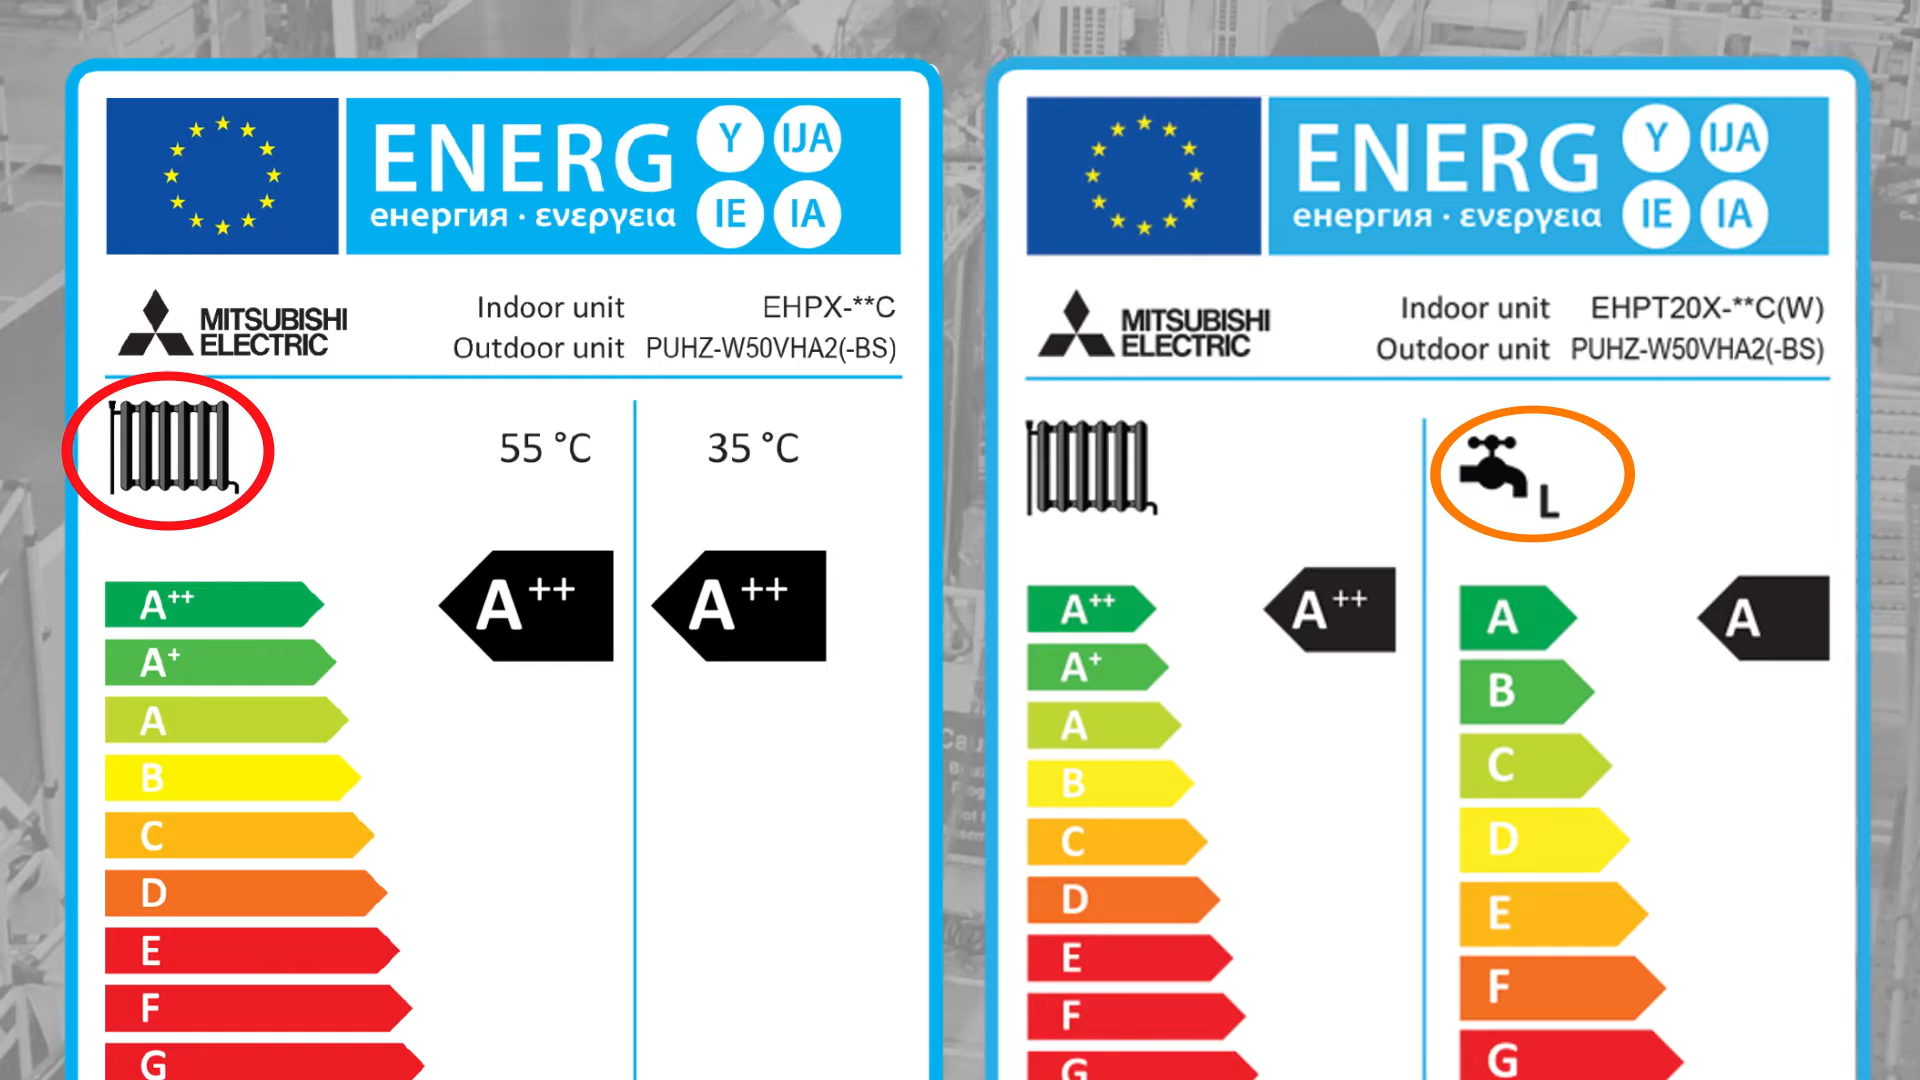 ENERG Y IJA
енергия · ενεργεια IE IA
MITSUBISHI
ELECTRIC
Indoor unit EHPX-**C
Outdoor unit PUHZ-W50VHA2(-BS)
55 °C 35 °C
A++ A++
A++
A+
A
B
C
D
E
F
G
ENERG Y IJA
енергия · ενεργεια IE IA
MITSUBISHI
ELECTRIC
Indoor unit EHPT20X-**C(W)
Outdoor unit PUHZ-W50VHA2(-BS)
L
A++
A+
A
B
C
D
E
F
G
A++
A
B
C
D
E
F
G
A